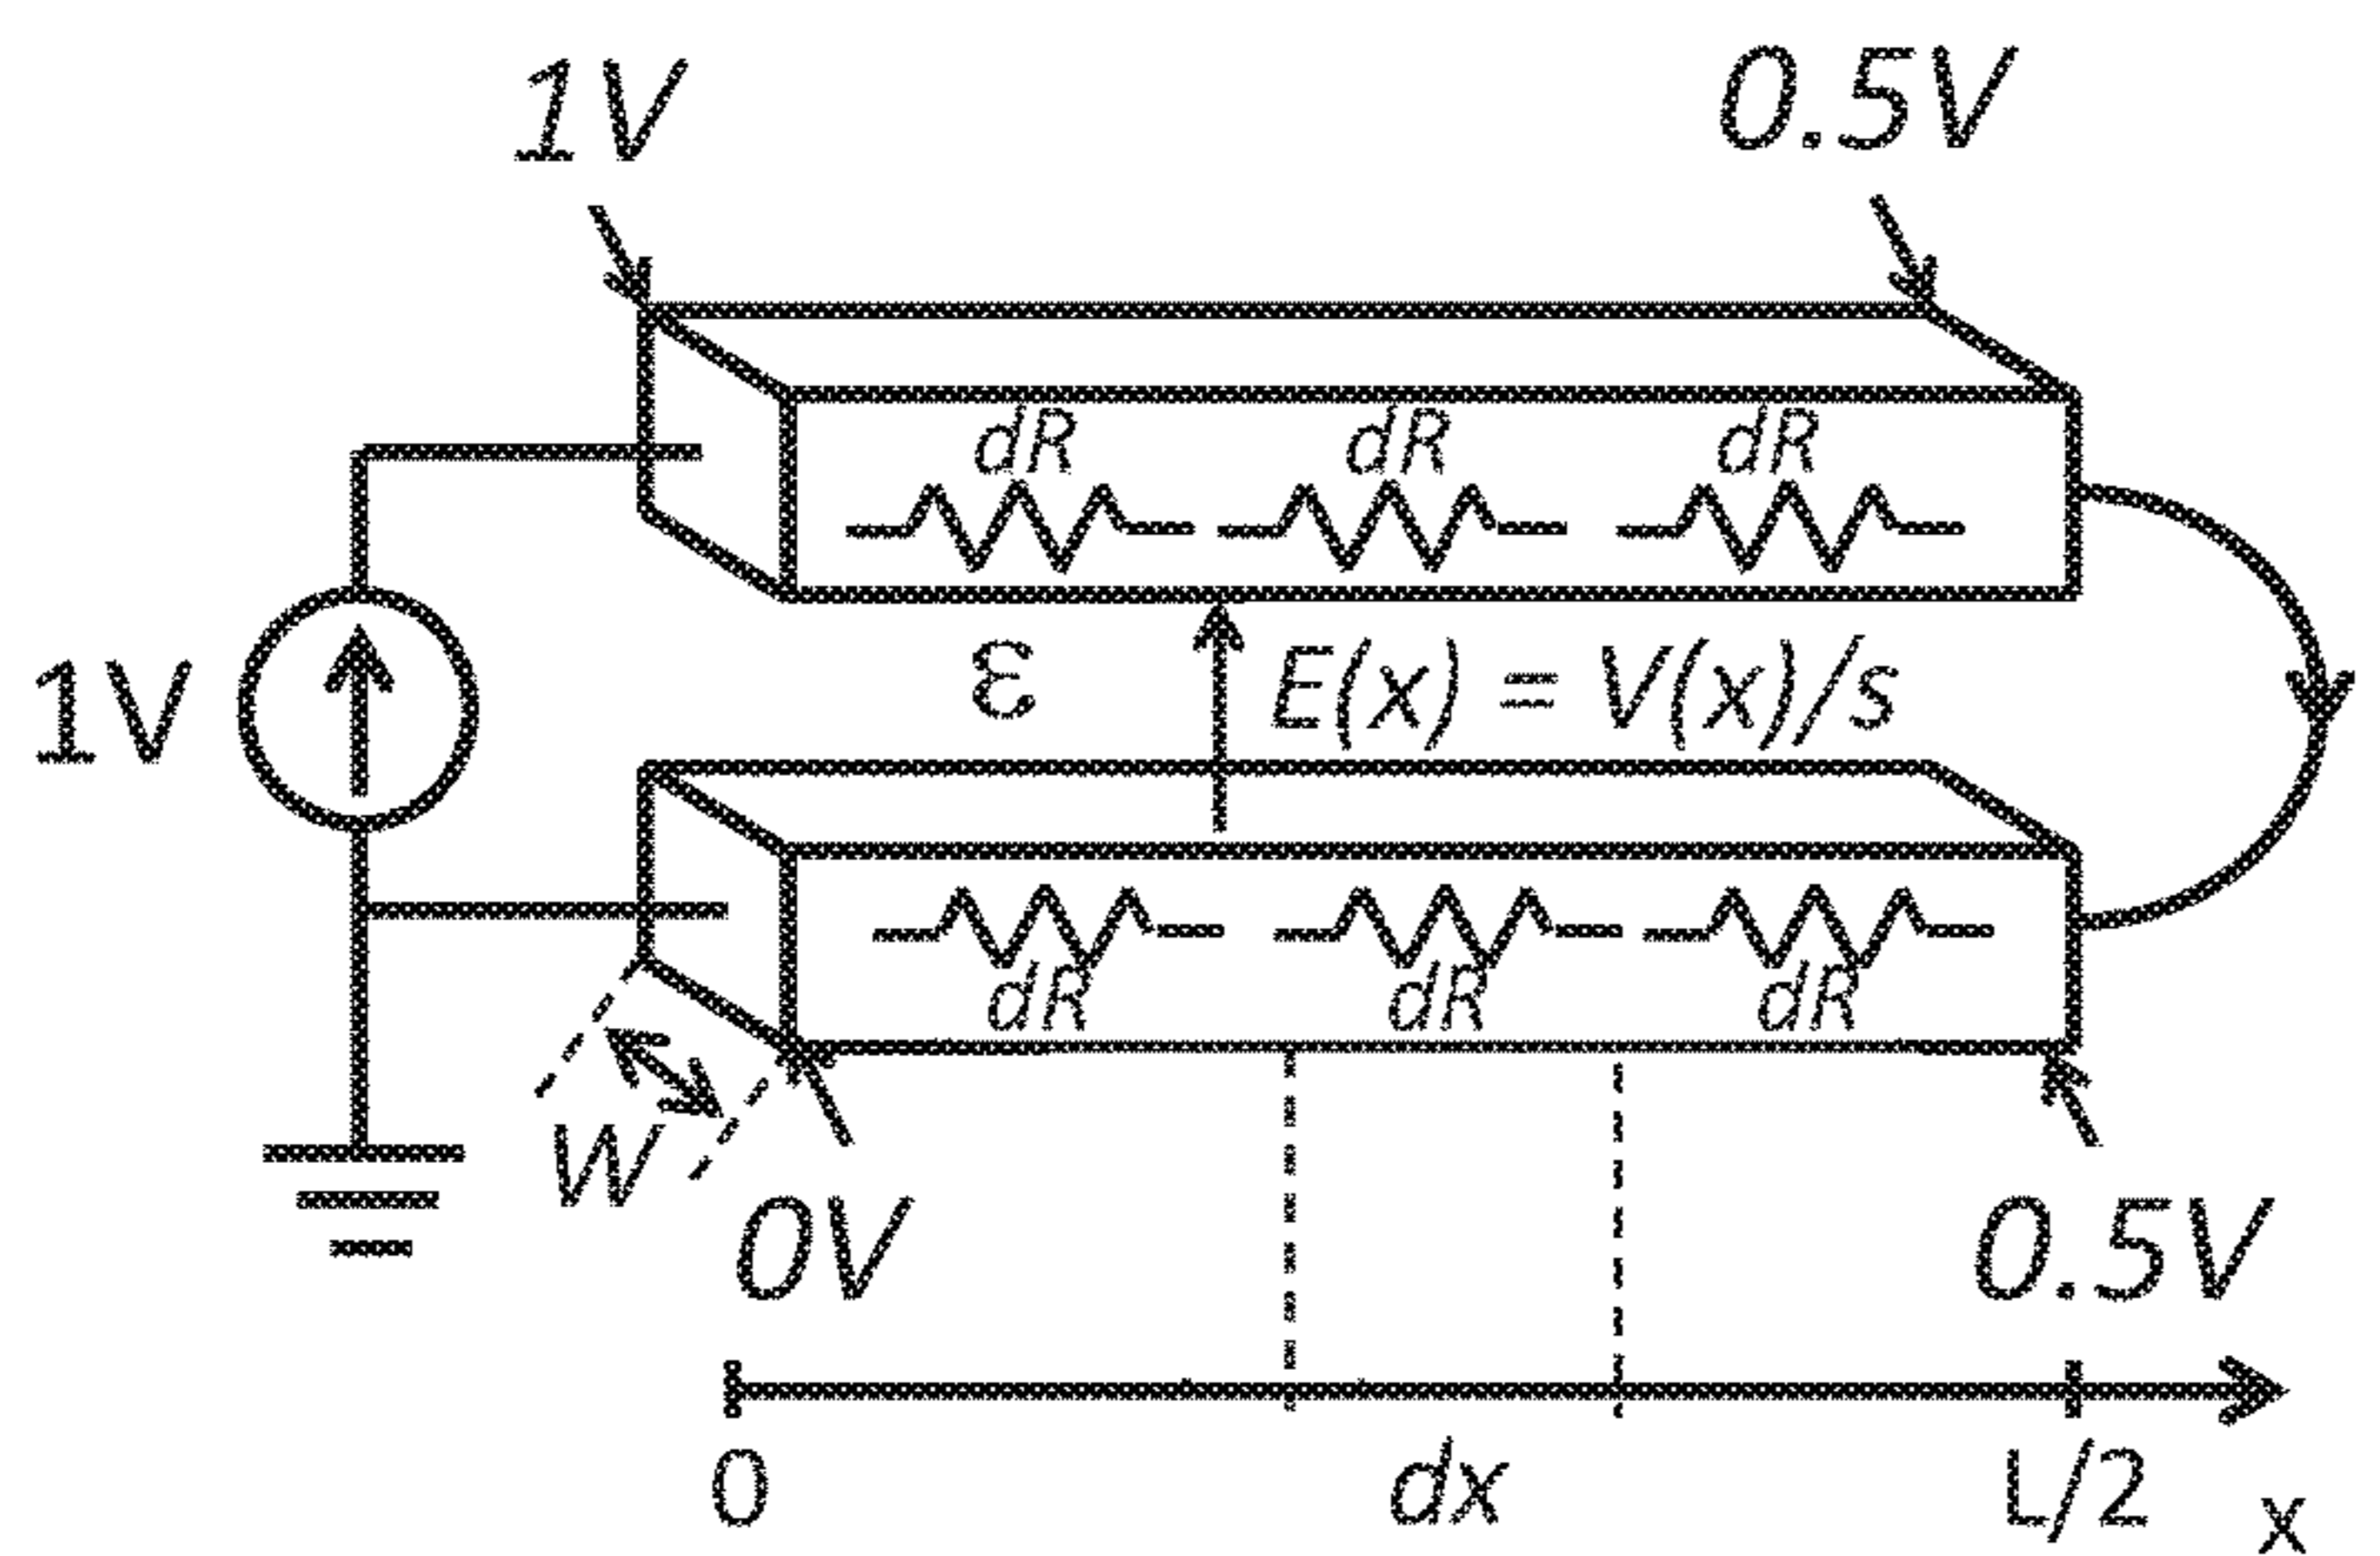 1V 0.5V
dR dR dR
1V
ε E(x) = V(x)/s
dR dR dR
W
0V 0.5V
0 dx L/2 x